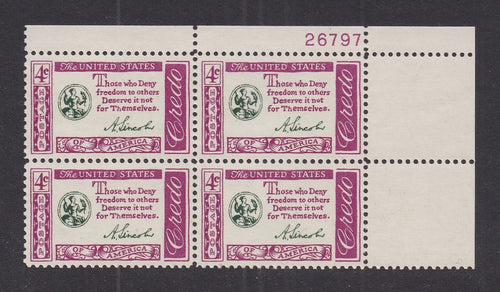 26797
The UNITED STATES
4¢
Those who Deny
freedom to others
Deserve it not
for Themselves.
A. Lincoln
Credo
POSTAGE
OF AMERICA
The UNITED STATES
4¢
Those who Deny
freedom to others
Deserve it not
for Themselves.
A. Lincoln
Credo
POSTAGE
OF AMERICA
The UNITED STATES
4¢
Those who Deny
freedom to others
Deserve it not
for Themselves.
A. Lincoln
Credo
POSTAGE
OF AMERICA
The UNITED STATES
4¢
Those who Deny
freedom to others
Deserve it not
for Themselves.
A. Lincoln
Credo
POSTAGE
OF AMERICA